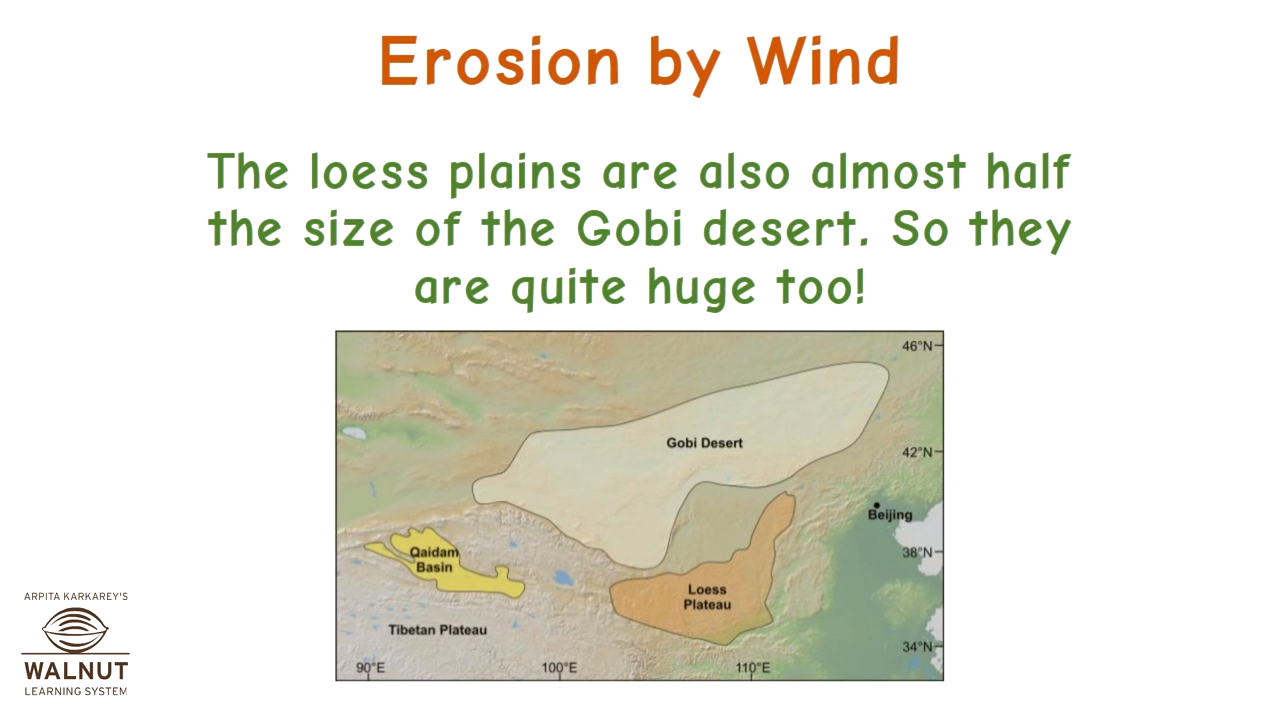 Erosion by Wind
The loess plains are also almost half
the size of the Gobi desert. So they
are quite huge too!
46°N
Gobi Desert
42°N
Beijing
Qaidam
Basin
38°N
Loess
Plateau
Tibetan Plateau
34°N
90°E
100°E
110°E
ARPITA KARKAREY'S
WALNUT
LEARNING SYSTEM